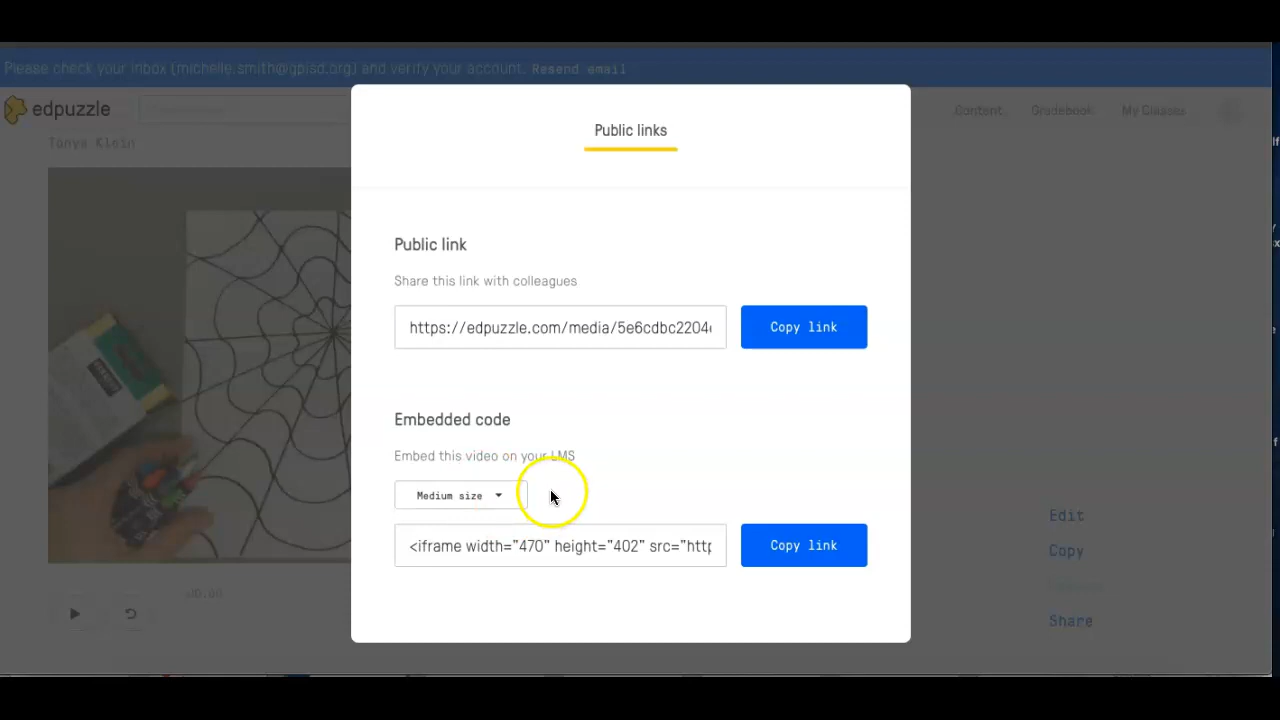 Please check your inbox (michelle.smith@gpisd.org) and verify your account. Resend email
edpuzzle
Content Gradebook My Classes
Tanya Klein
Public links
Public link
Share this link with colleagues
https://edpuzzle.com/media/5e6cdbc2204
Copy link
Embedded code
Embed this video on your LMS
Medium size
<iframe width="470" height="402" src="http
Copy link
Edit
Copy
Share